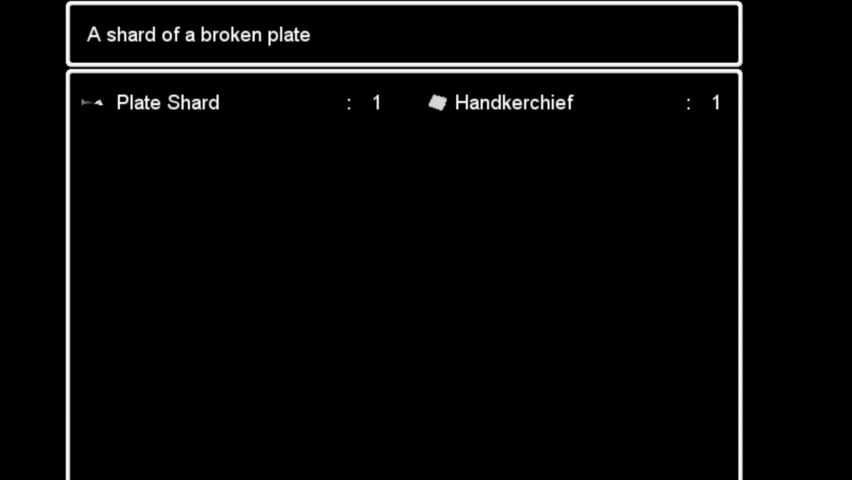 A shard of a broken plate
Plate Shard : 1 Handkerchief : 1